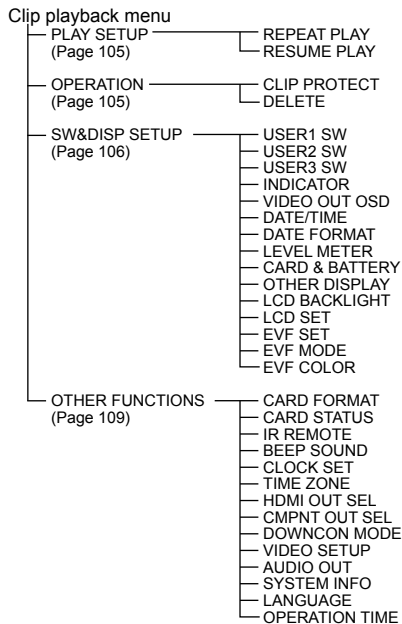 Clip playback menu
PLAY SETUP
(Page 105)
REPEAT PLAY
RESUME PLAY
OPERATION
(Page 105)
CLIP PROTECT
DELETE
SW&DISP SETUP
(Page 106)
USER1 SW
USER2 SW
USER3 SW
INDICATOR
VIDEO OUT OSD
DATE/TIME
DATE FORMAT
LEVEL METER
CARD & BATTERY
OTHER DISPLAY
LCD BACKLIGHT
LCD SET
EVF SET
EVF MODE
EVF COLOR
OTHER FUNCTIONS
(Page 109)
CARD FORMAT
CARD STATUS
IR REMOTE
BEEP SOUND
CLOCK SET
TIME ZONE
HDMI OUT SEL
CMPNT OUT SEL
DOWNCON MODE
VIDEO SETUP
AUDIO OUT
SYSTEM INFO
LANGUAGE
OPERATION TIME